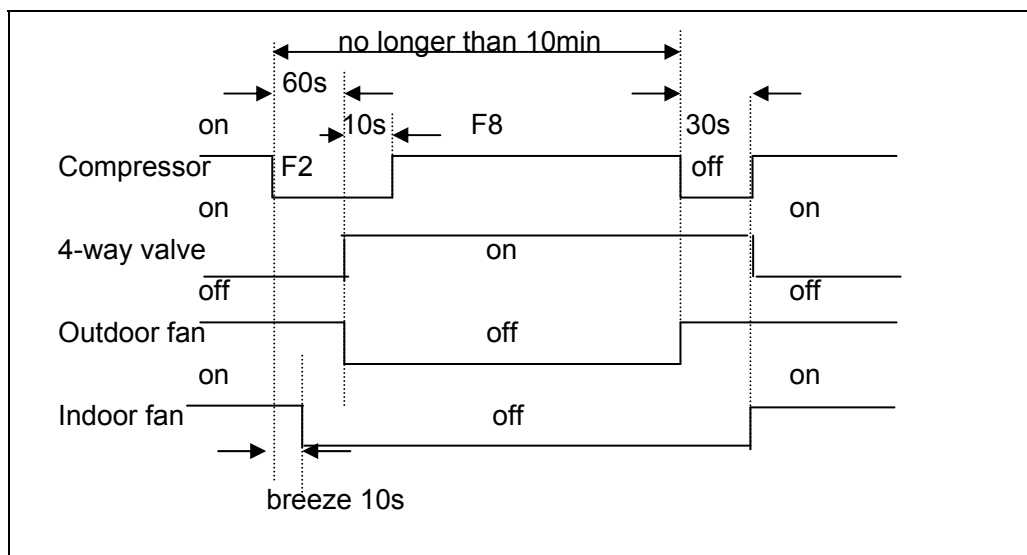 no longer than 10min
60s
on 10s F8 30s
Compressor F2 off
on on
4-way valve on
off off
Outdoor fan off
on on
Indoor fan off
breeze 10s